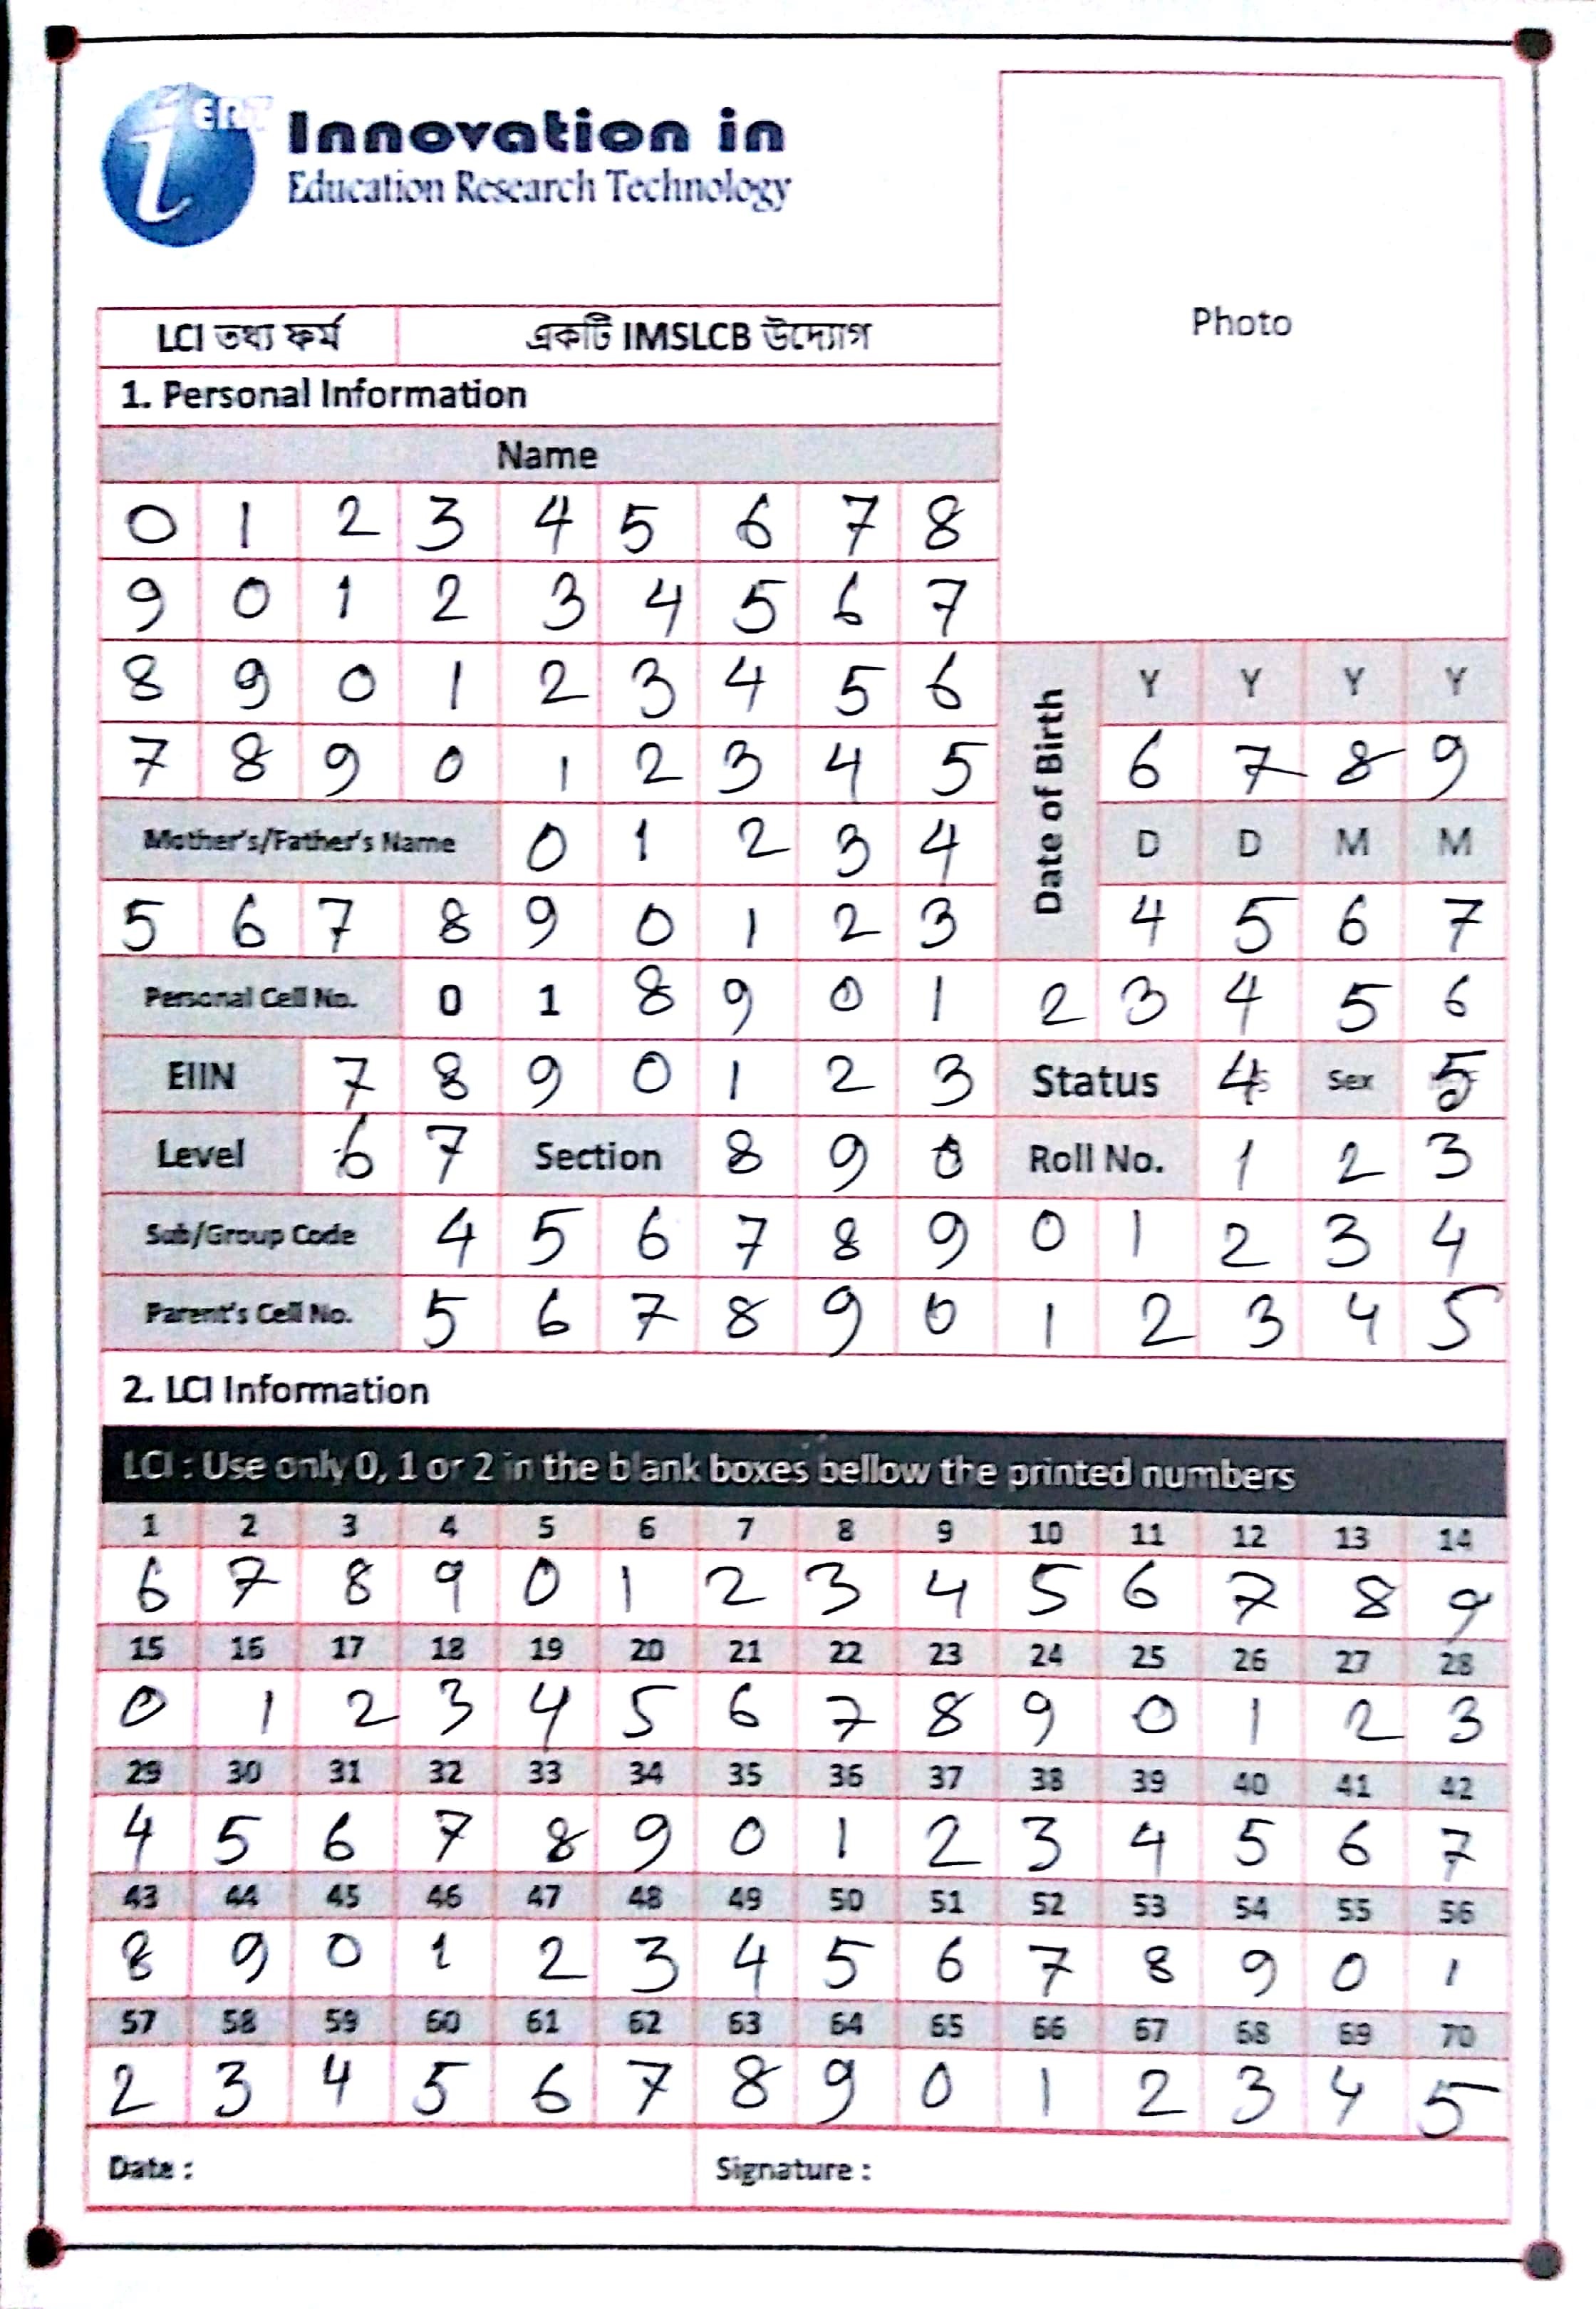 i ERT
Innovation in
Education Research Technology
Photo
LCI তথ্য ফর্ম একটি IMSLCB উদ্যোগ
1. Personal Information
Name
0 1 2 3 4 5 6 7 8
9 0 1 2 3 4 5 6 7
8 9 0 1 2 3 4 5 6 Date of Birth Y Y Y Y
7 8 9 0 1 2 3 4 5 6 7 8 9
Mother's/Father's Name 0 1 2 3 4 D D M M
5 6 7 8 9 0 1 2 3 4 5 6 7
Personal Cell No. 0 1 8 9 0 1 2 3 4 5 6
EIIN 7 8 9 0 1 2 3 Status 4 Sex 5
Level 6 7 Section 8 9 0 Roll No. 1 2 3
Sub/Group Code 4 5 6 7 8 9 0 1 2 3 4
Parent's Cell No. 5 6 7 8 9 0 1 2 3 4 5
2. LCI Information
LCI : Use only 0, 1 or 2 in the blank boxes bellow the printed numbers
1 2 3 4 5 6 7 8 9 10 11 12 13 14
6 7 8 9 0 1 2 3 4 5 6 7 8 9
15 16 17 18 19 20 21 22 23 24 25 26 27 28
0 1 2 3 4 5 6 7 8 9 0 1 2 3
29 30 31 32 33 34 35 36 37 38 39 40 41 42
4 5 6 7 8 9 0 1 2 3 4 5 6 7
43 44 45 46 47 48 49 50 51 52 53 54 55 56
8 9 0 1 2 3 4 5 6 7 8 9 0 1
57 58 59 60 61 62 63 64 65 66 67 68 69 70
2 3 4 5 6 7 8 9 0 1 2 3 4 5
Date : Signature :